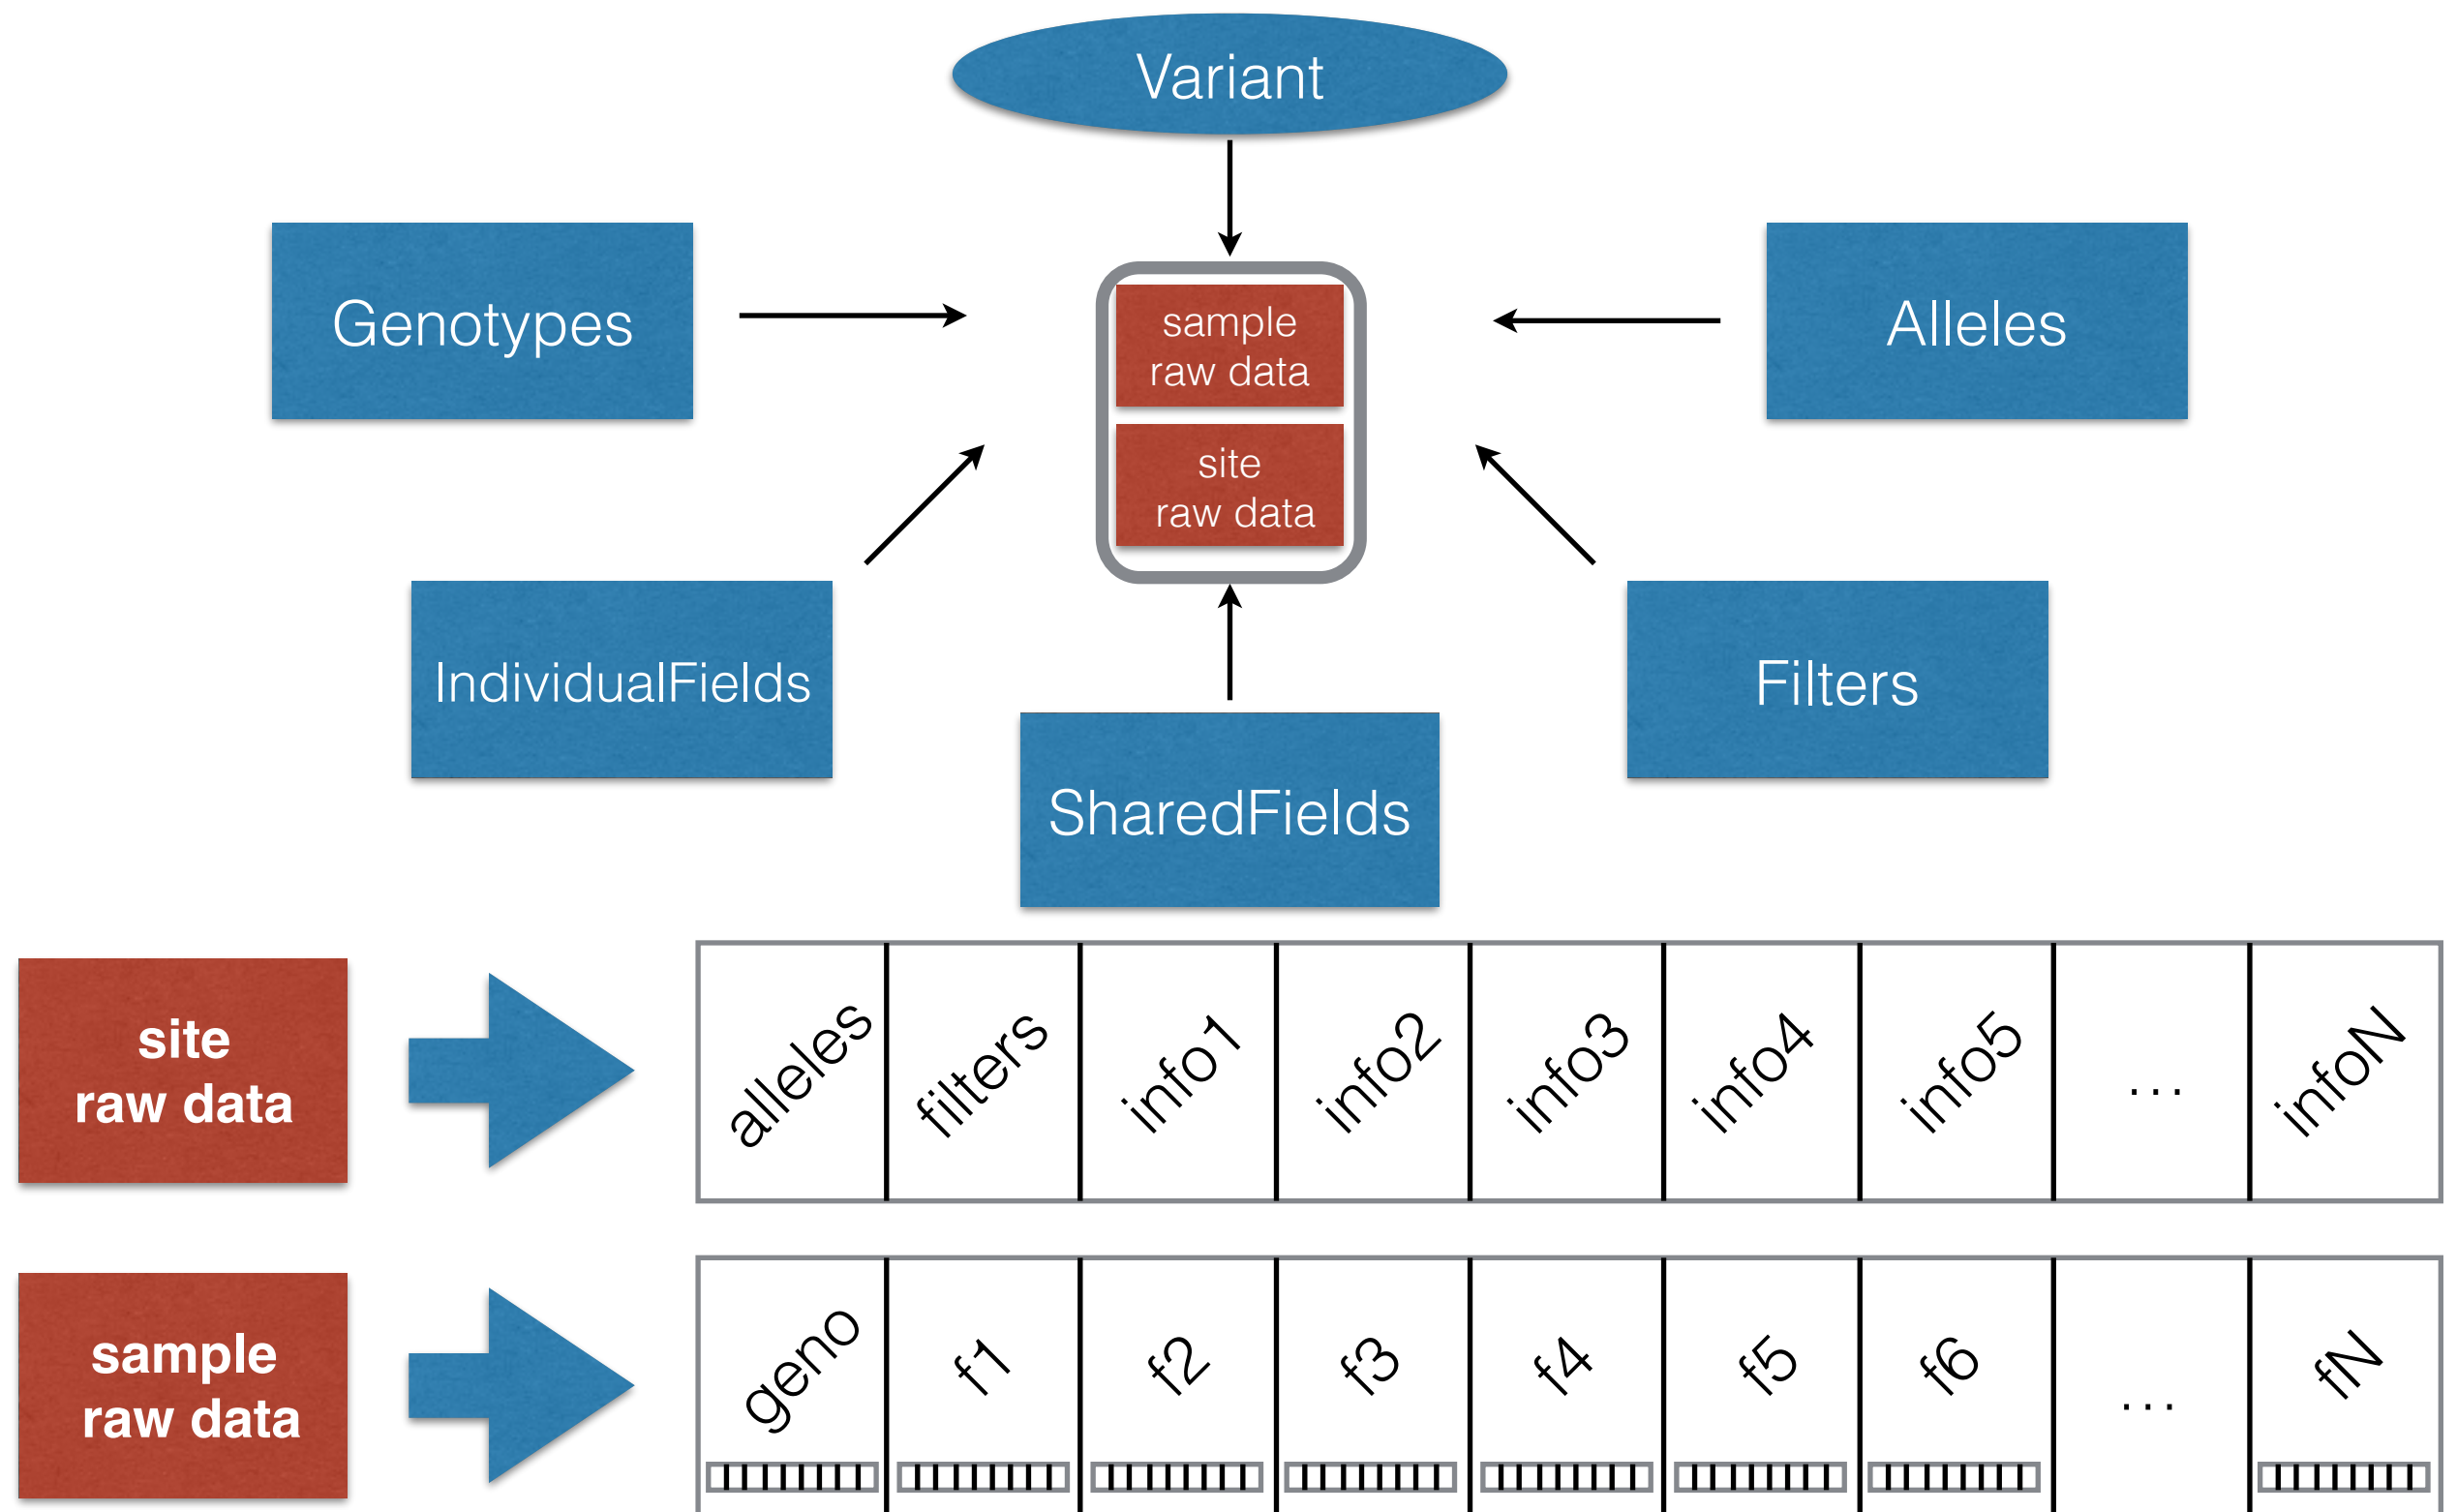 Variant
Genotypes
sample
raw data
Alleles
site
raw data
IndividualFields
Filters
SharedFields
site
raw data
alleles
filters
info1
info2
info3
info4
info5
...
infoN
sample
raw data
geno
f1
f2
f3
f4
f5
f6
...
fN